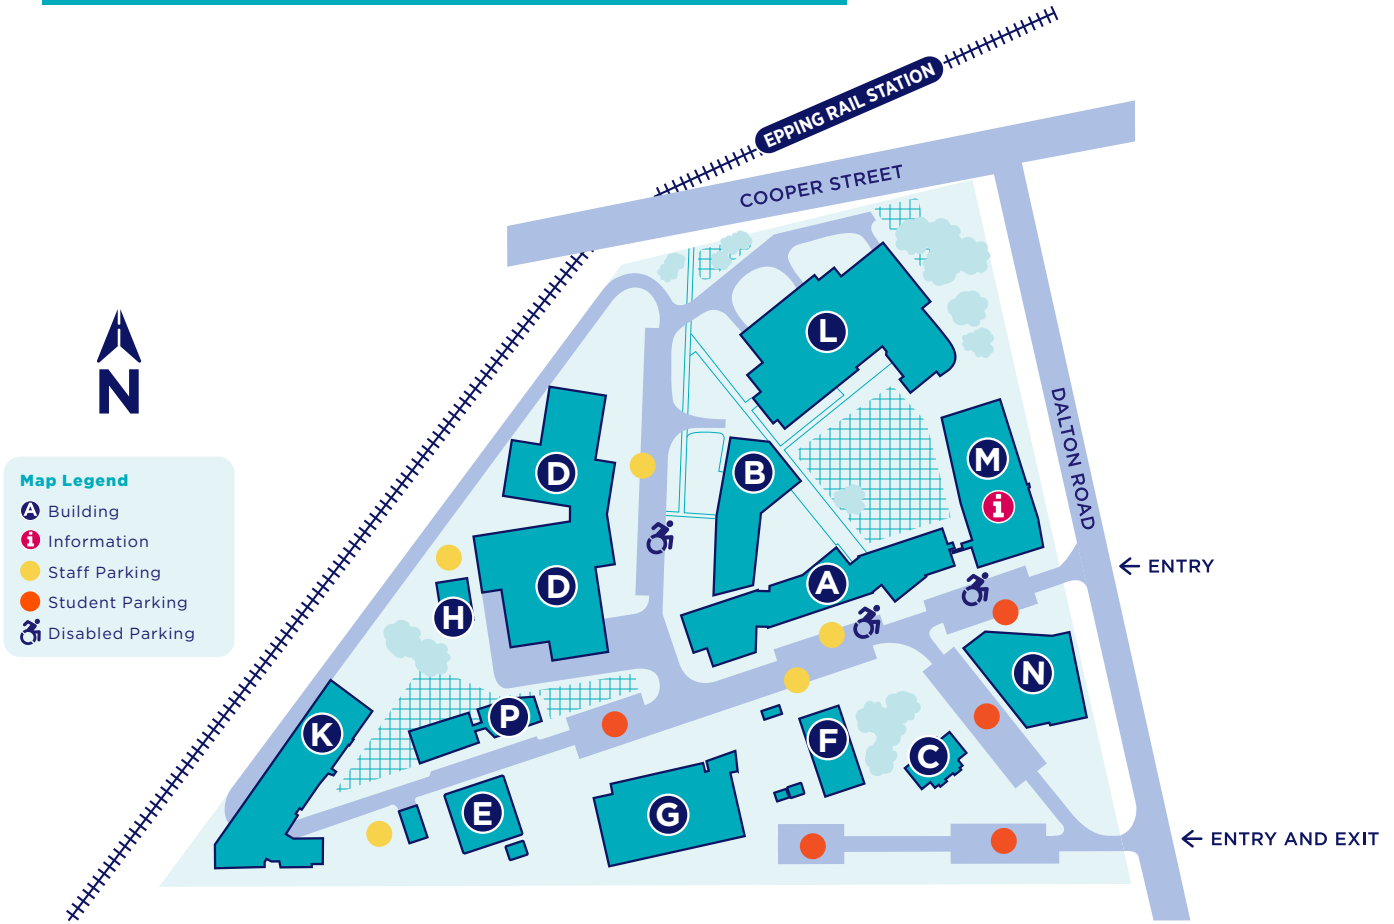 EPPING RAIL STATION
COOPER STREET
DALTON ROAD
N
Map Legend
A Building
i Information
Staff Parking
Student Parking
Disabled Parking
L
D
B
M
i
D
A
H
ENTRY
N
P
K
F
C
E
G
ENTRY AND EXIT